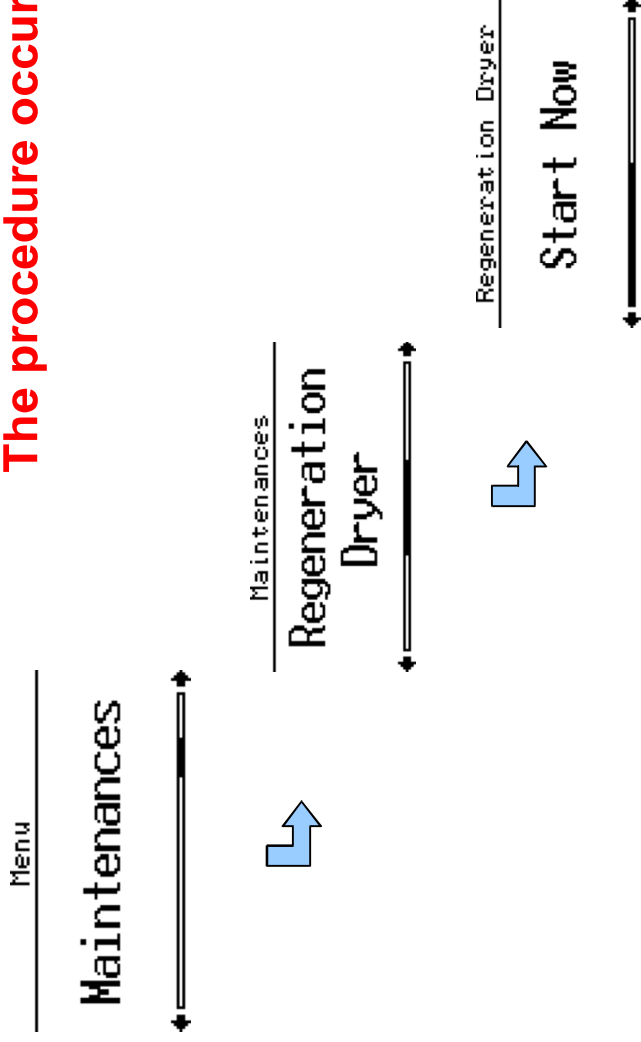 The procedure occur
Menu
Maintenances
Maintenances
Regeneration
Dryer
Regeneration Dryer
Start Now